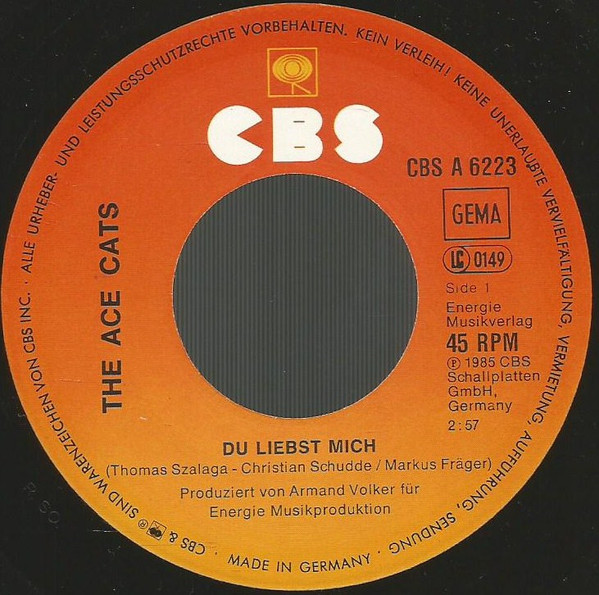 ALLE URHEBER- UND LEISTUNGSSCHUTZRECHTE VORBEHALTEN. KEIN VERLEIH! KEINE UNERLAUBTE VERVIELFÄLTIGUNG, VERMIETUNG, AUFFÜHRUNG, SENDUNG ·
CBS
CBS A 6223
GEMA
LC 0149
Side 1
Energie
Musikverlag
45 RPM
℗ 1985 CBS
Schallplatten
GmbH,
Germany
2:57
THE ACE CATS
DU LIEBST MICH
(Thomas Szalaga - Christian Schudde / Markus Fräger)
Produziert von Armand Volker für
Energie Musikproduktion
· MADE IN GERMANY ·
CBS & ® SIND WARENZEICHEN VON CBS INC. ·